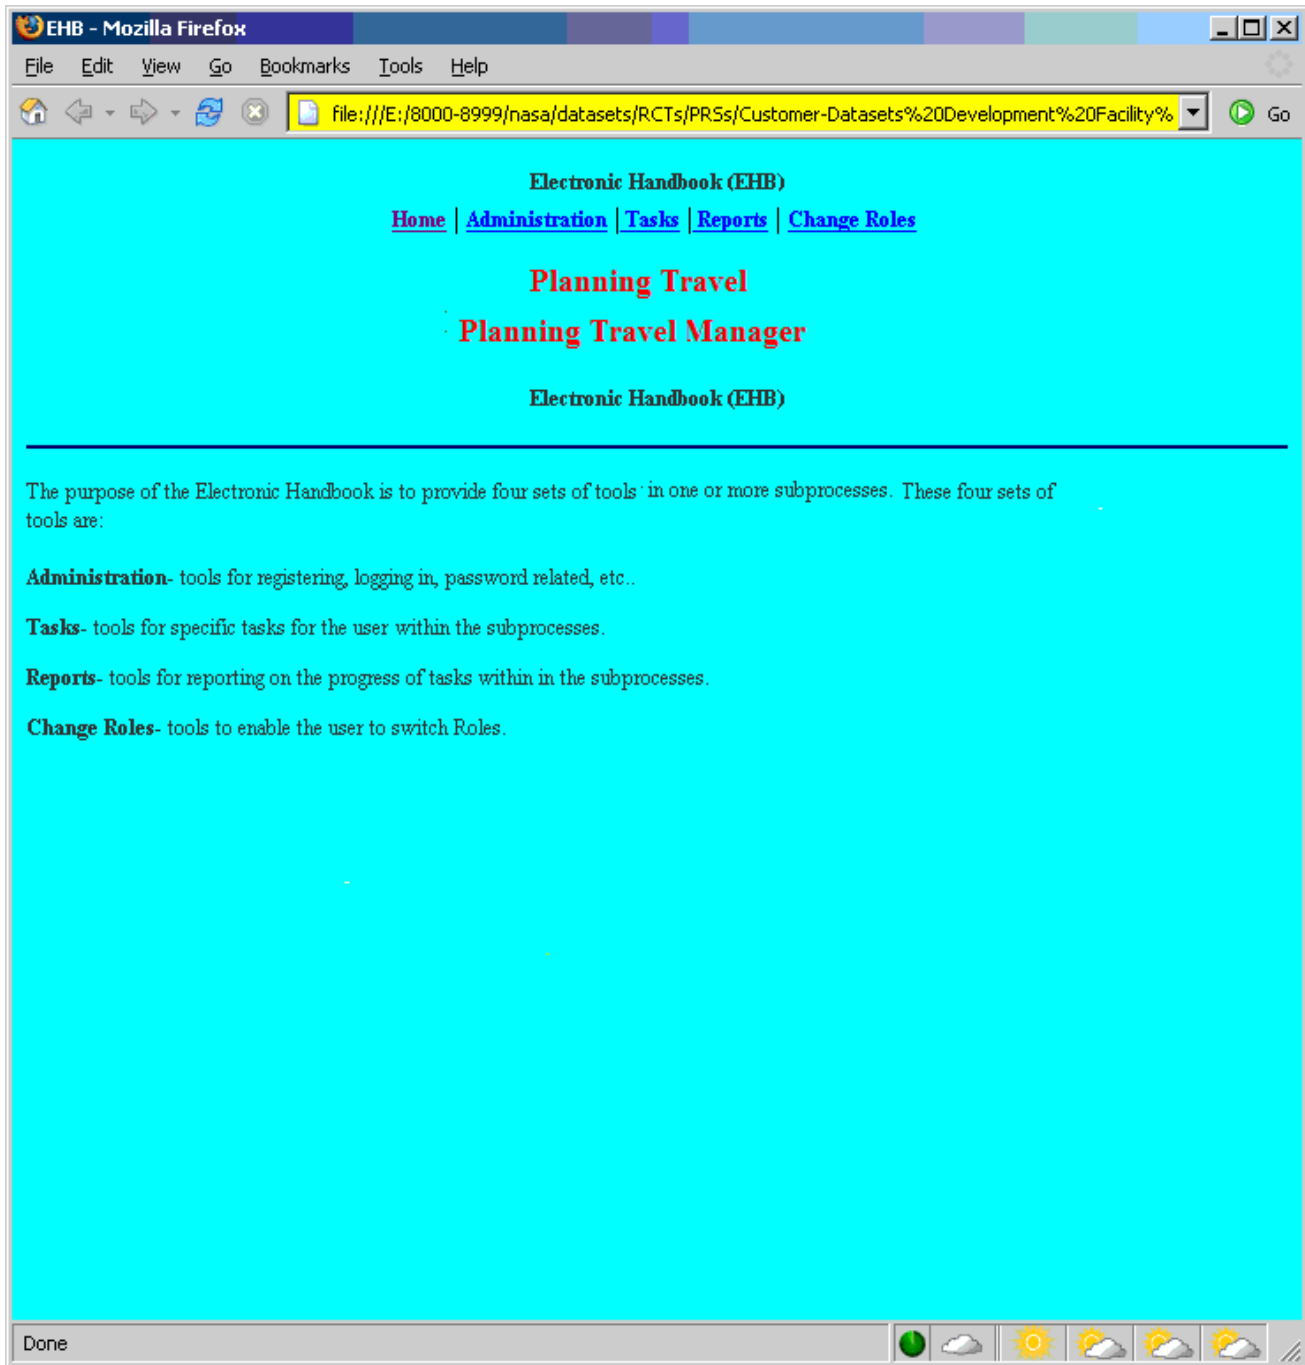 EHB - Mozilla Firefox
File Edit View Go Bookmarks Tools Help
file:///E:/8000-8999/nasa/datasets/RCTs/PRSs/Customer-Datasets%20Development%20Facility% Go
Electronic Handbook (EHB)
Home | Administration | Tasks | Reports | Change Roles
Planning Travel
Planning Travel Manager
Electronic Handbook (EHB)
The purpose of the Electronic Handbook is to provide four sets of tools in one or more subprocesses. These four sets of
tools are:
Administration- tools for registering, logging in, password related, etc..
Tasks- tools for specific tasks for the user within the subprocesses.
Reports- tools for reporting on the progress of tasks within in the subprocesses.
Change Roles- tools to enable the user to switch Roles.
Done